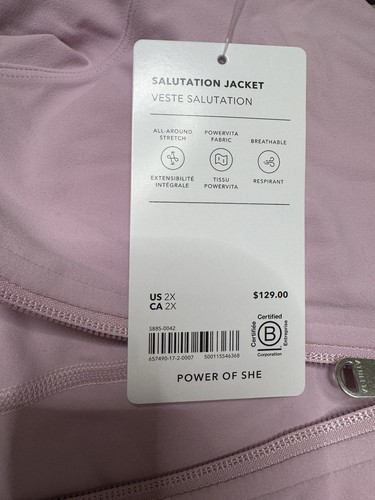 SALUTATION JACKET
VESTE SALUTATION
ALL-AROUND STRETCH
POWERVITA FABRIC
BREATHABLE
EXTENSIBILITÉ INTÉGRALE
TISSU POWERVITA
RESPIRANT
US 2X
CA 2X
$129.00
S885-0042
657490-17-2-0007 500115546368
Certified
B
Corporation
Certifiée
Entreprise
POWER OF SHE